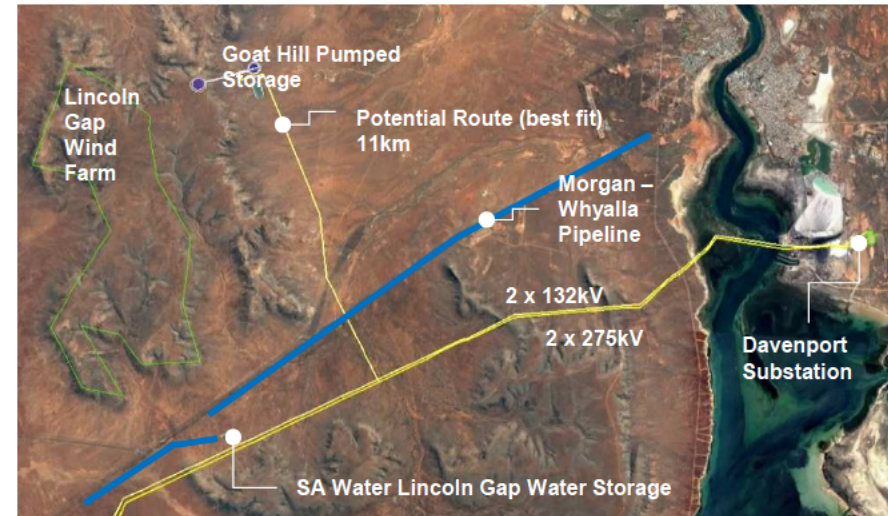 Goat Hill Pumped
Storage
Lincoln
Gap
Wind
Farm
Potential Route (best fit)
11km
Morgan –
Whyalla
Pipeline
2 x 132kV
2 x 275kV
Davenport
Substation
SA Water Lincoln Gap Water Storage